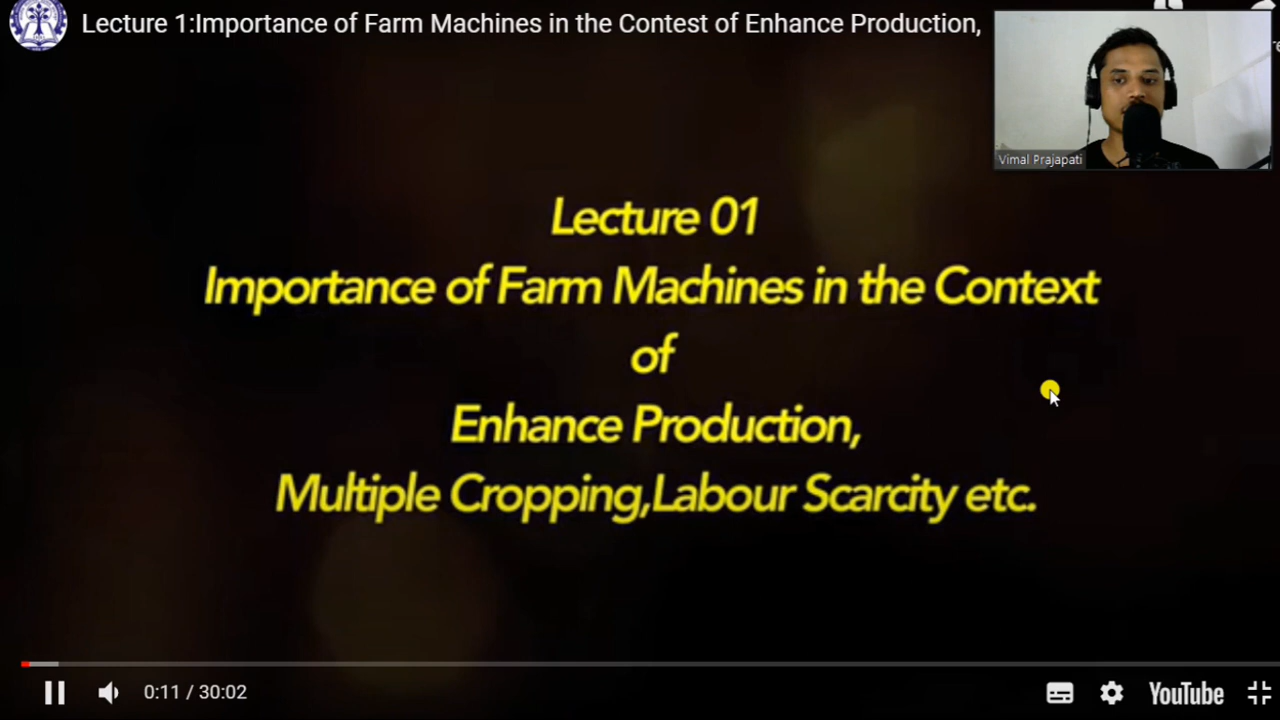 Lecture 1:Importance of Farm Machines in the Contest of Enhance Production,
Vimal Prajapati
Lecture 01
Importance of Farm Machines in the Context
of
Enhance Production,
Multiple Cropping,Labour Scarcity etc.
0:11 / 30:02
YouTube